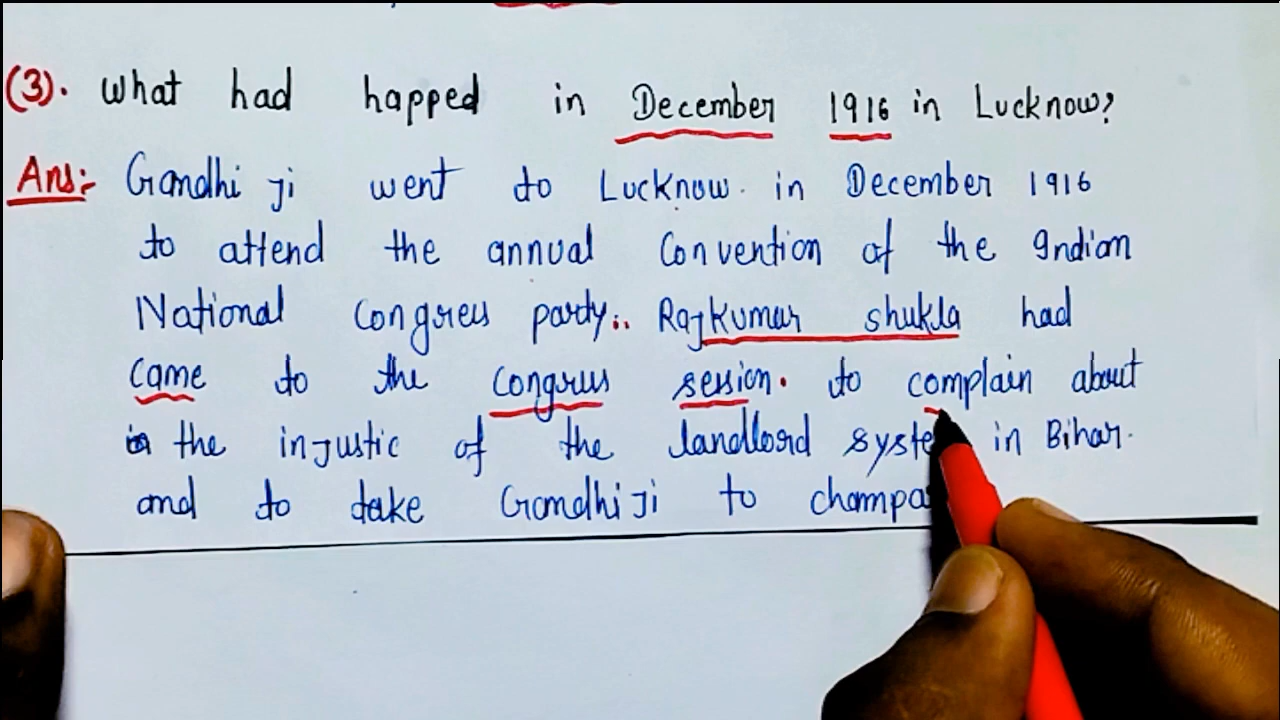 (3). What had happed in December 1916 in Lucknow?
Ans:- Gandhi ji went to Lucknow. in December 1916
to attend the annual Convention of the Indian
National Congress party.. Rajkumar shukla had
came to the congress session. to complain about
the injustic of the landlord syste in Bihar.
and to take Gandhi ji to champa